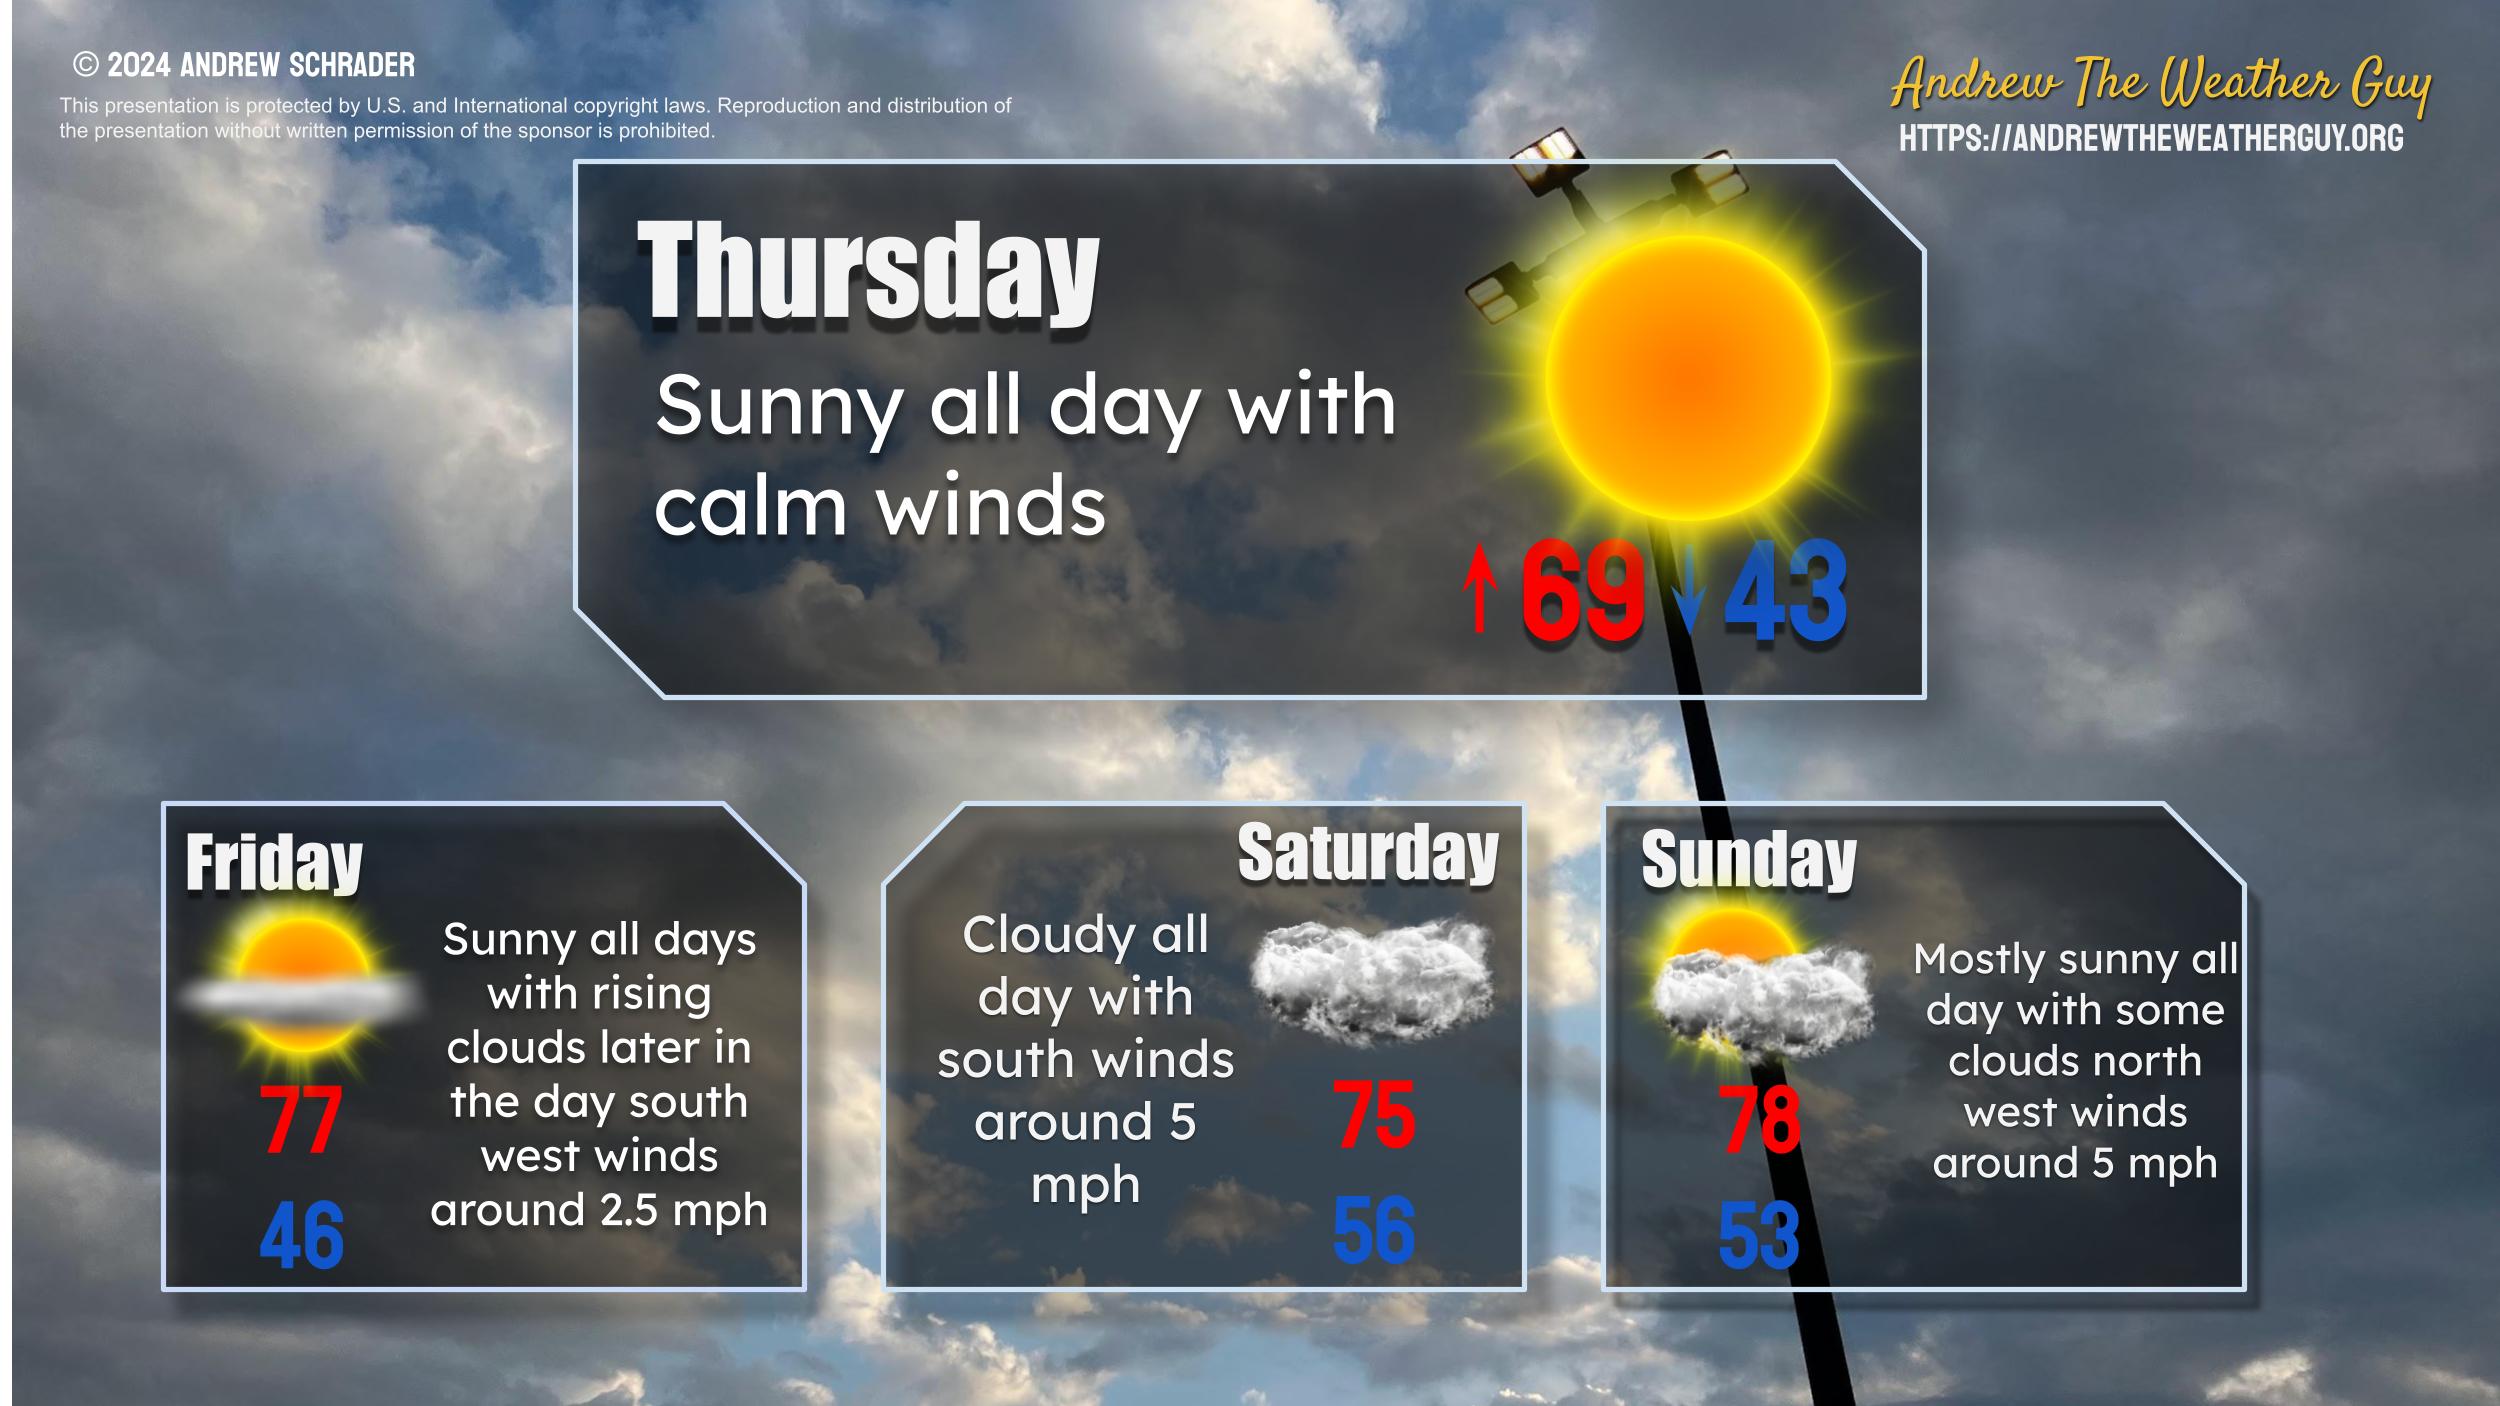 © 2024 ANDREW SCHRADER
This presentation is protected by U.S. and International copyright laws. Reproduction and distribution of
the presentation without written permission of the sponsor is prohibited.
Andrew The Weather Guy
HTTPS://ANDREWTHEWEATHERGUY.ORG
Thursday
Sunny all day with
calm winds
↑ 69 ↓ 43
Friday
Sunny all days
with rising
clouds later in
the day south
west winds
around 2.5 mph
77
46
Saturday
Cloudy all
day with
south winds
around 5
mph
75
56
Sunday
Mostly sunny all
day with some
clouds north
west winds
around 5 mph
78
53